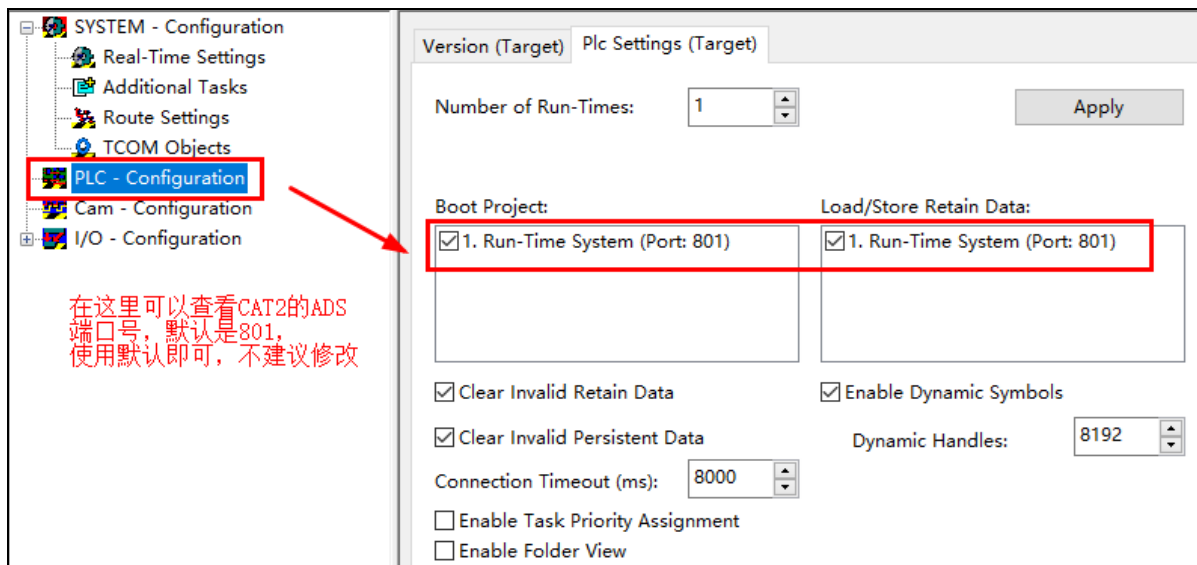 SYSTEM - Configuration
Real-Time Settings
Additional Tasks
Route Settings
TCOM Objects
PLC - Configuration
Cam - Configuration
I/O - Configuration
在这里可以查看CAT2的ADS
端口号，默认是801，
使用默认即可，不建议修改
Version (Target)
Plc Settings (Target)
Number of Run-Times:
1
Apply
Boot Project:
Load/Store Retain Data:
1. Run-Time System (Port: 801)
1. Run-Time System (Port: 801)
Clear Invalid Retain Data
Enable Dynamic Symbols
Clear Invalid Persistent Data
Dynamic Handles:
8192
Connection Timeout (ms):
8000
Enable Task Priority Assignment
Enable Folder View